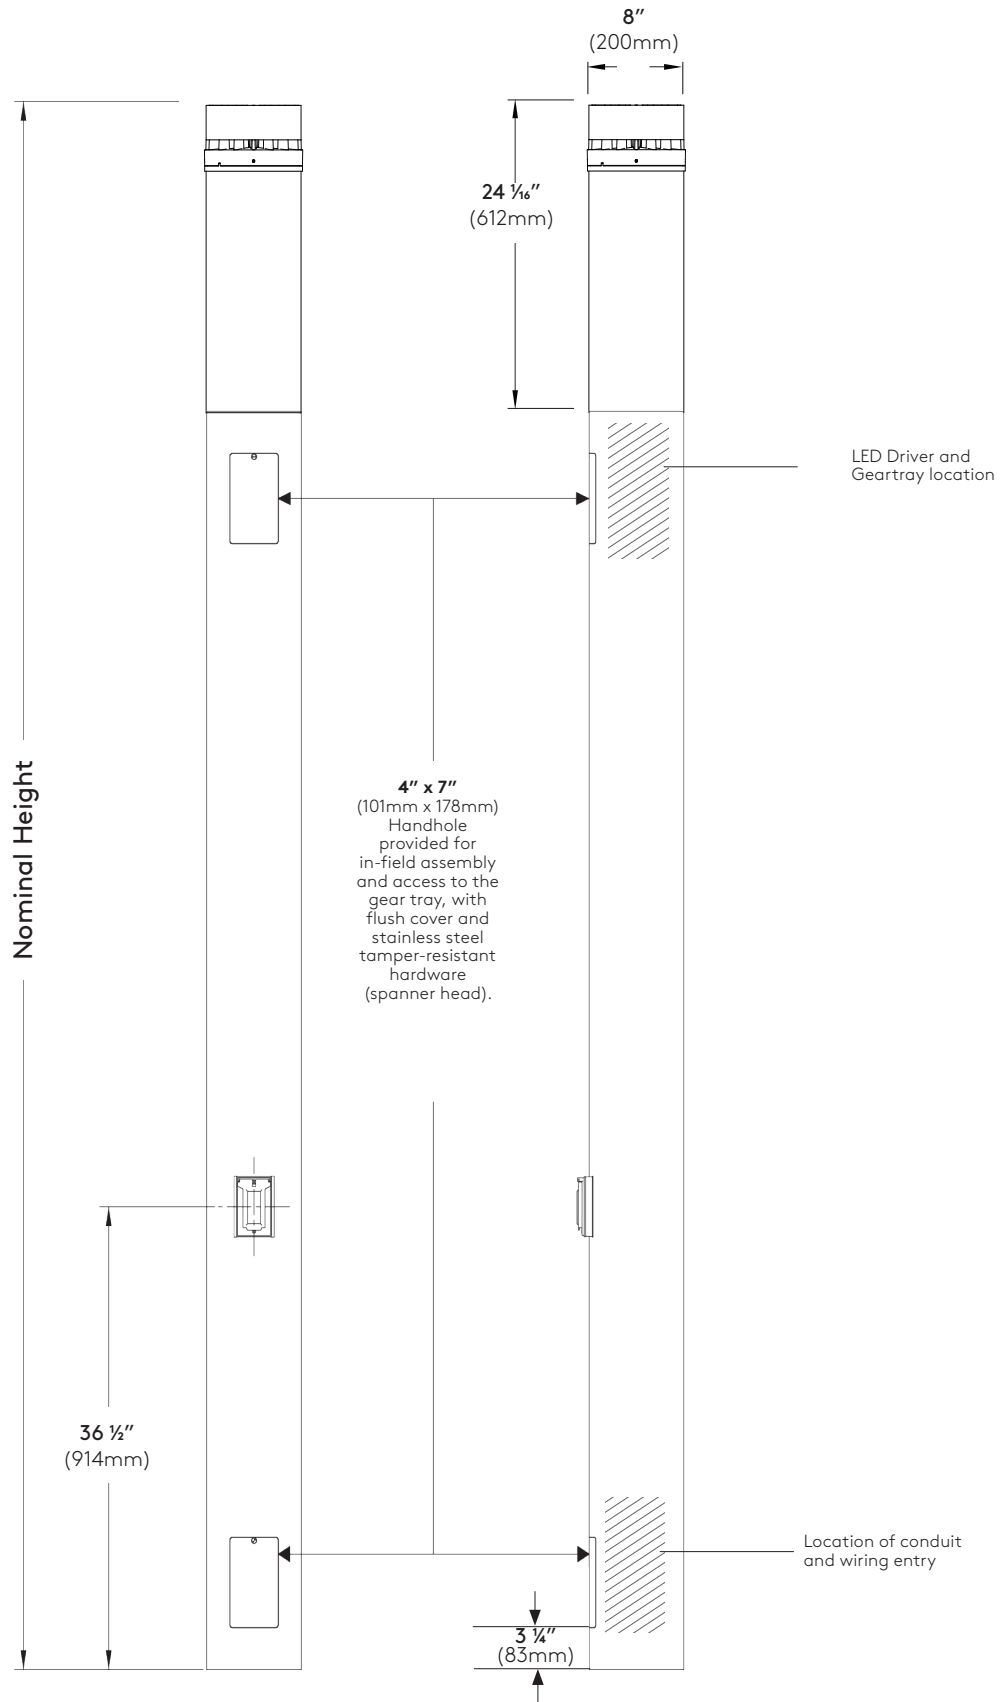 8”
(200mm)
24 ¹⁄₁₆”
(612mm)
LED Driver and
Geartray location
Nominal Height
4” x 7”
(101mm x 178mm)
Handhole
provided for
in-field assembly
and access to the
gear tray, with
flush cover and
stainless steel
tamper-resistant
hardware
(spanner head).
36 ½”
(914mm)
Location of conduit
and wiring entry
3 ¼”
(83mm)